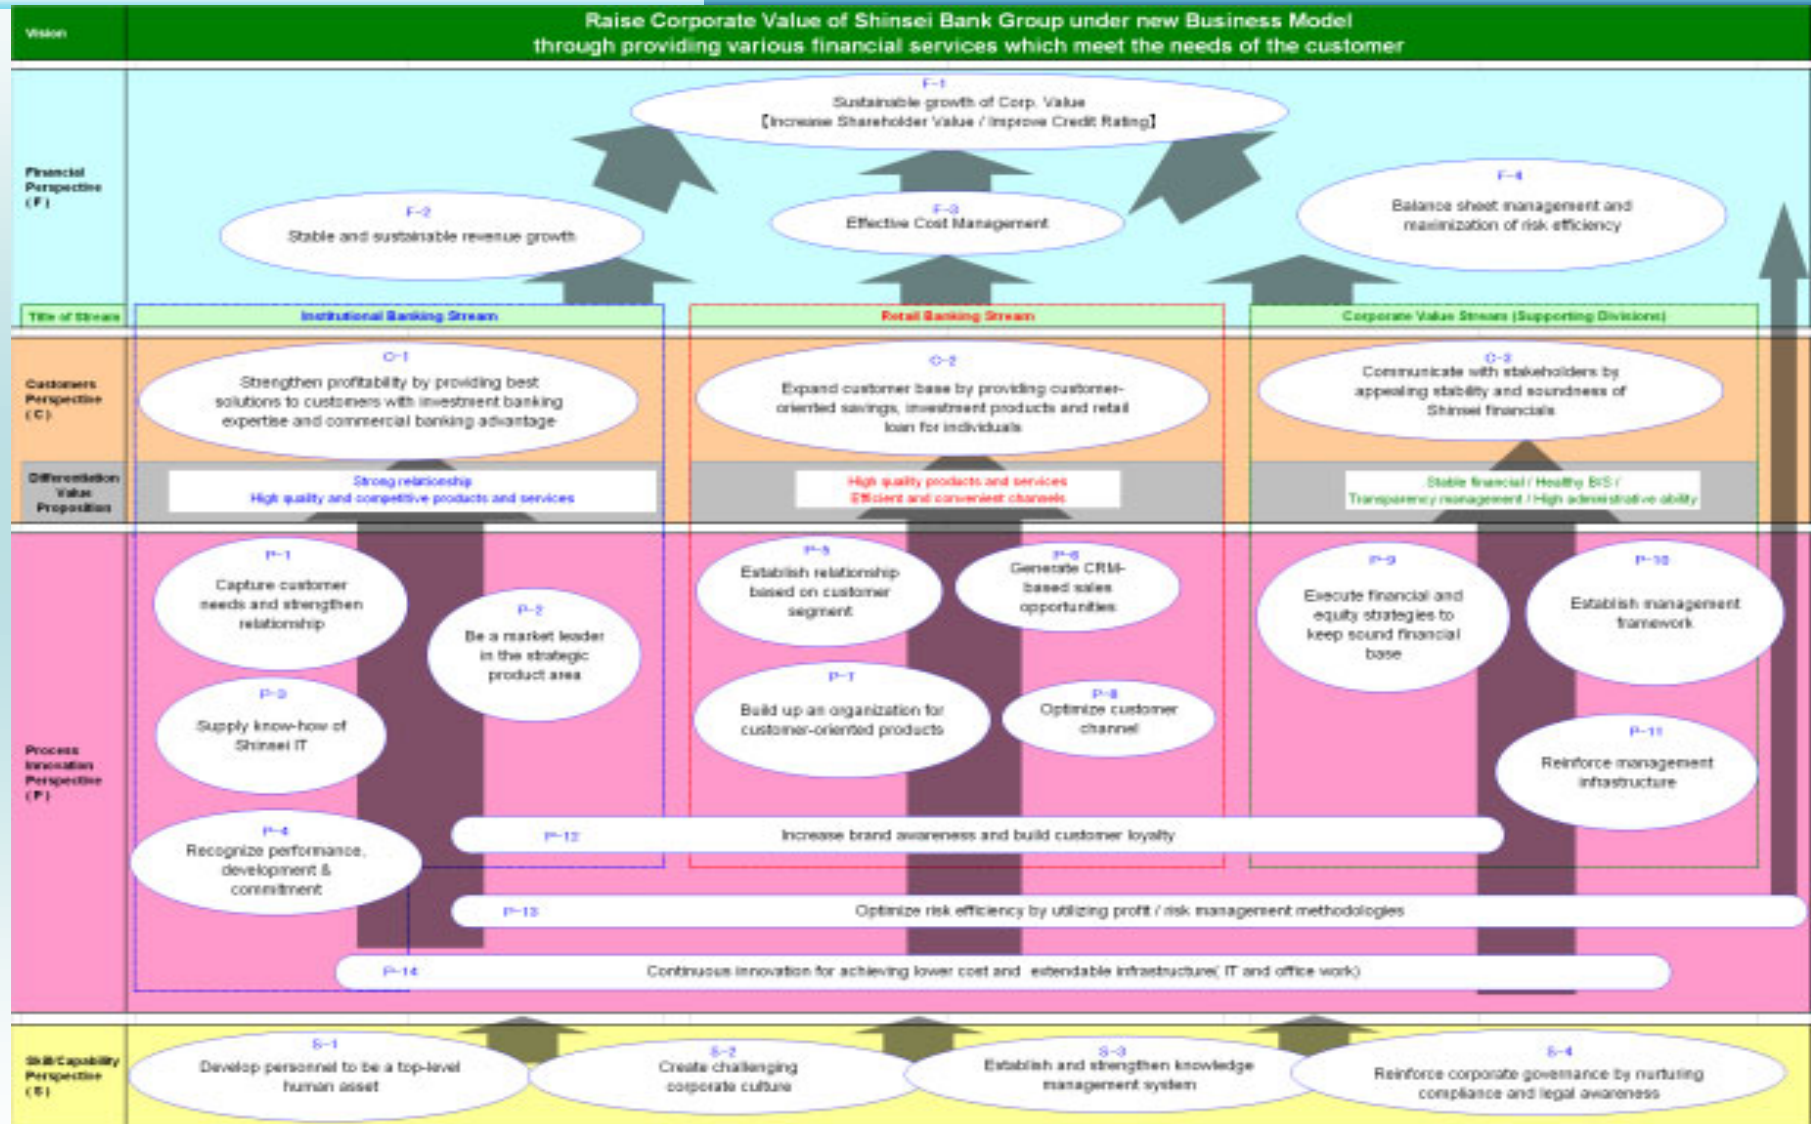 Vision
Raise Corporate Value of Shinsei Bank Group under new Business Model
through providing various financial services which meet the needs of the customer
Financial
Perspective
(F)
F-1
Sustainable growth of Corp. Value
【Increase Shareholder Value / Improve Credit Rating】
F-2
Stable and sustainable revenue growth
F-3
Effective Cost Management
F-4
Balance sheet management and
maximization of risk efficiency
Title of Stream
Institutional Banking Stream
Retail Banking Stream
Corporate Value Stream (Supporting Divisions)
Customers
Perspective
(C)
C-1
Strengthen profitability by providing best
solutions to customers with investment banking
expertise and commercial banking advantage
C-2
Expand customer base by providing customer-
oriented savings, investment products and retail
loan for individuals
C-3
Communicate with stakeholders by
appealing stability and soundness of
Shinsei financials
Differentiation
Value
Proposition
Strong relationship
High quality and competitive products and services
High quality products and services
Efficient and convenient channels
Stable financial / Healthy B/S /
Transparency management / High administrative ability
Process
Innovation
Perspective
(P)
P-1
Capture customer
needs and strengthen
relationship
P-2
Be a market leader
in the strategic
product area
P-3
Supply know-how of
Shinsei IT
P-4
Recognize performance,
development &
commitment
P-5
Establish relationship
based on customer
segment
P-6
Generate CRM-
based sales
opportunities
P-7
Build up an organization for
customer-oriented products
P-8
Optimize customer
channel
P-9
Execute financial and
equity strategies to
keep sound financial
base
P-10
Establish management
framework
P-11
Reinforce management
infrastructure
P-12
Increase brand awareness and build customer loyalty
P-13
Optimize risk efficiency by utilizing profit / risk management methodologies
P-14
Continuous innovation for achieving lower cost and extendable infrastructure( IT and office work)
Skill/Capability
Perspective
(S)
S-1
Develop personnel to be a top-level
human asset
S-2
Create challenging
corporate culture
S-3
Establish and strengthen knowledge
management system
S-4
Reinforce corporate governance by nurturing
compliance and legal awareness